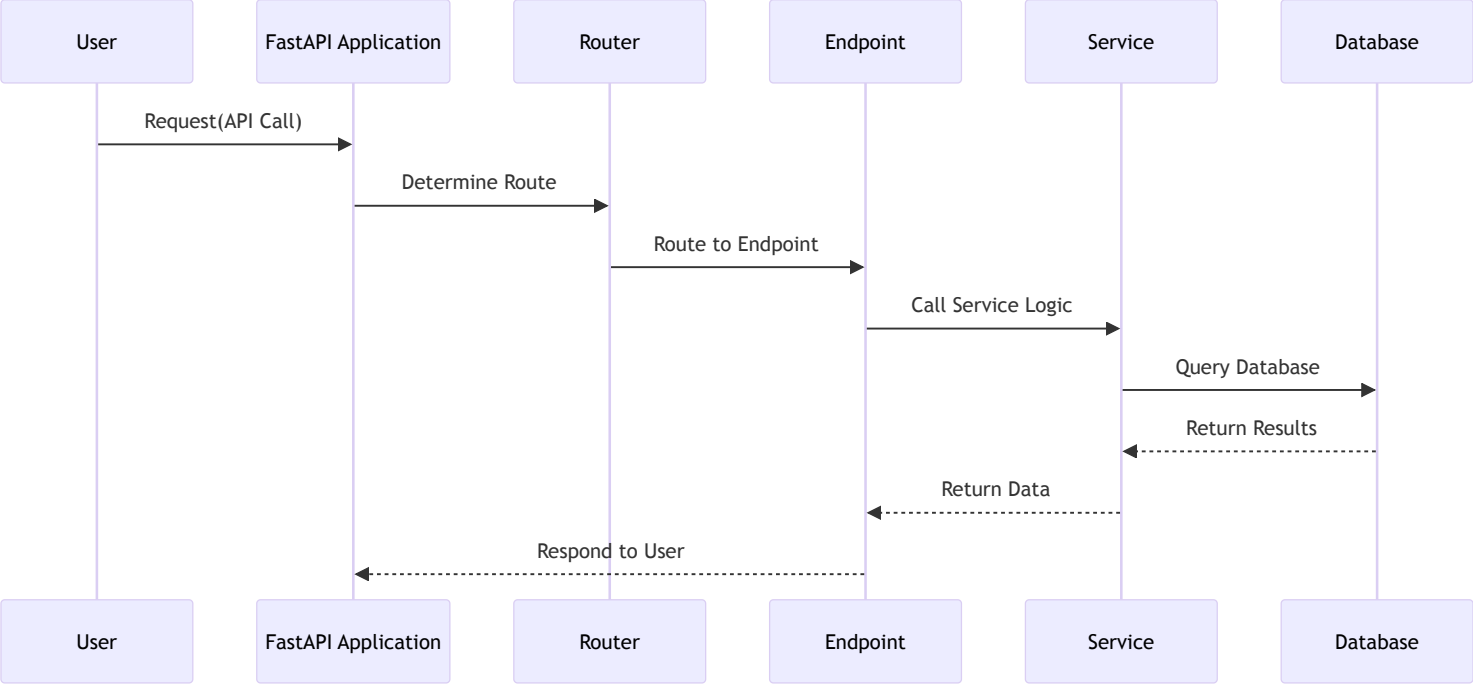 User
FastAPI Application
Router
Endpoint
Service
Database
Request(API Call)
Determine Route
Route to Endpoint
Call Service Logic
Query Database
Return Results
Return Data
Respond to User
User
FastAPI Application
Router
Endpoint
Service
Database